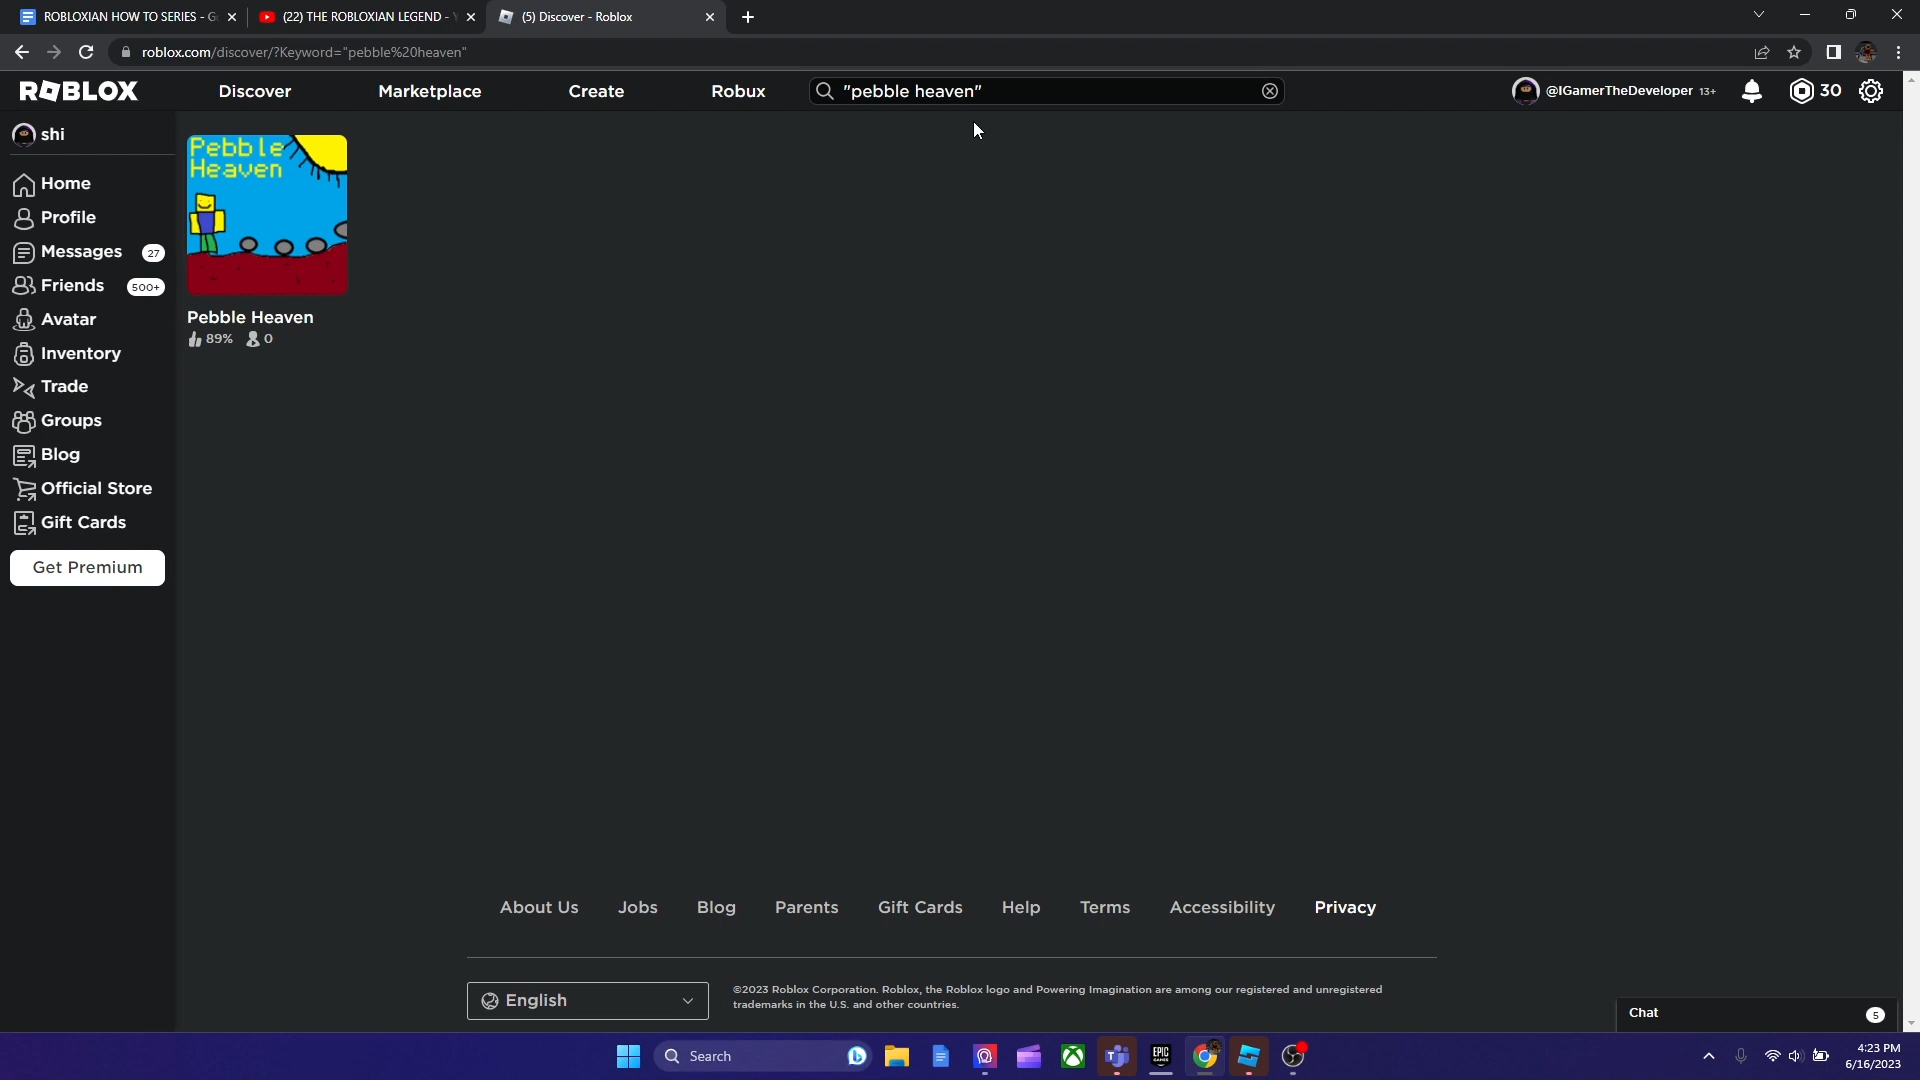 ROBLOXIAN HOW TO SERIES - G
(22) THE ROBLOXIAN LEGEND -
(5) Discover - Roblox
roblox.com/discover/?Keyword="pebble%20heaven"
ROBLOX
Discover
Marketplace
Create
Robux
"pebble heaven"
@IGamerTheDeveloper 13+
30
shi
Home
Profile
Messages 27
Friends 500+
Avatar
Inventory
Trade
Groups
Blog
Official Store
Gift Cards
Get Premium
Pebble
Heaven
Pebble Heaven
89% 0
About Us Jobs Blog Parents Gift Cards Help Terms Accessibility Privacy
English
©2023 Roblox Corporation. Roblox, the Roblox logo and Powering Imagination are among our registered and unregistered
trademarks in the U.S. and other countries.
Chat 5
Search
EPIC
GAMES
4:23 PM
6/16/2023